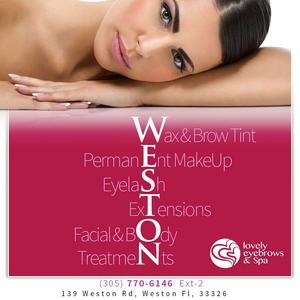 Wax & Brow Tint
PermanEnt MakeUp
EyelaSh
ExTensions
Facial & BOdy
TreatmeNts
lovely
eyebrows
& Spa
(305) 770-6146 Ext-2
139 Weston Rd, Weston Fl, 33326